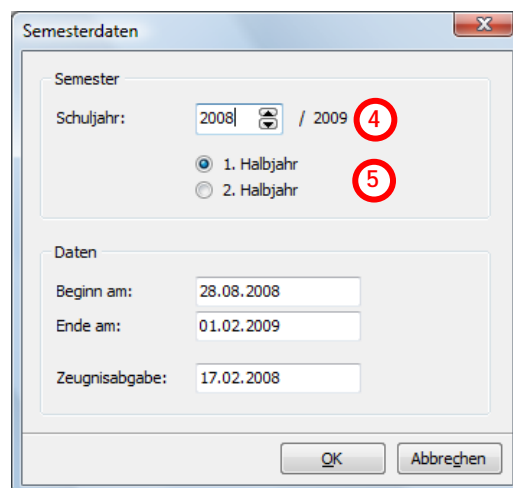 Semesterdaten
Semester
Schuljahr: 2008 / 2009 4
1. Halbjahr
5
2. Halbjahr
Daten
Beginn am: 28.08.2008
Ende am: 01.02.2009
Zeugnisabgabe: 17.02.2008
OK Abbrechen